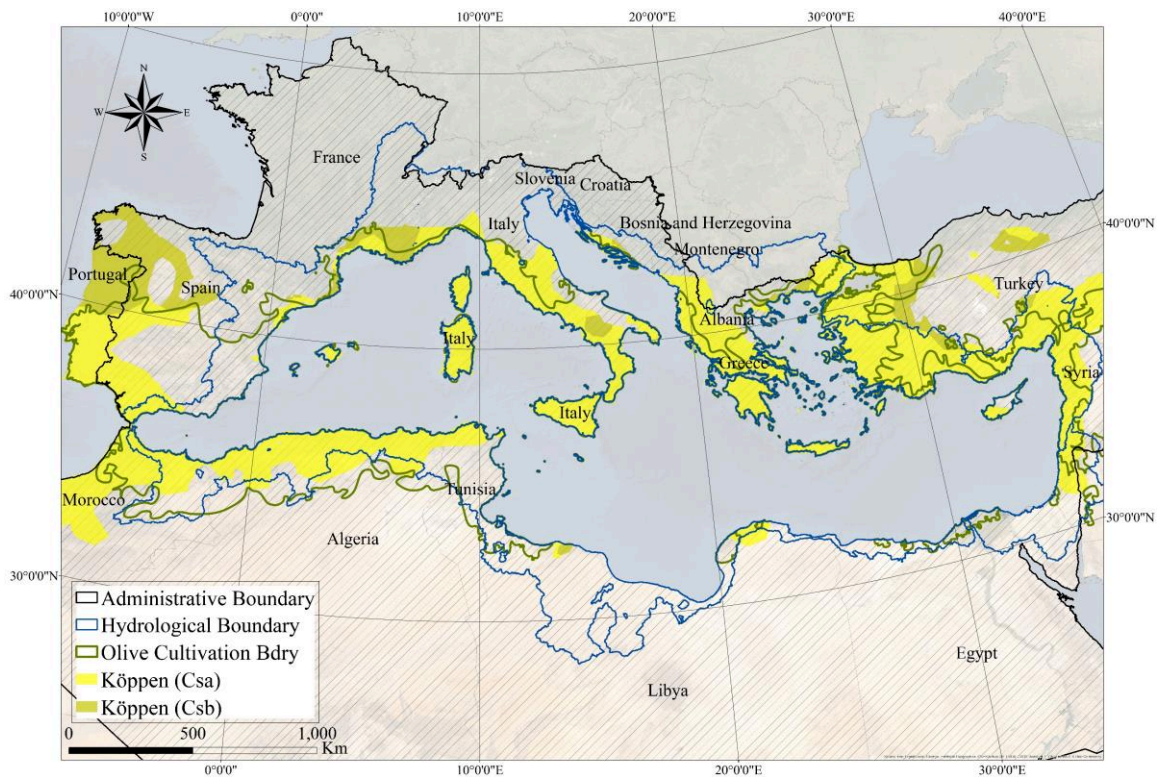 10°0'0"W 0°0'0" 10°0'0"E 20°0'0"E 30°0'0"E 40°0'0"E
N
W E
S
France
Slovenia
Croatia
Italy
Bosnia and Herzegovina
Montenegro
40°0'0"N
Portugal
Spain
Turkey
40°0'0"N
Albania
Italy
Greece
Syria
Italy
Morocco
Tunisia
30°0'0"N
Algeria
30°0'0"N
Egypt
Libya
Administrative Boundary
Hydrological Boundary
Olive Cultivation Bdry
Köppen (Csa)
Köppen (Csb)
0 500 1,000
Km
0°0'0" 10°0'0"E 20°0'0"E 30°0'0"E